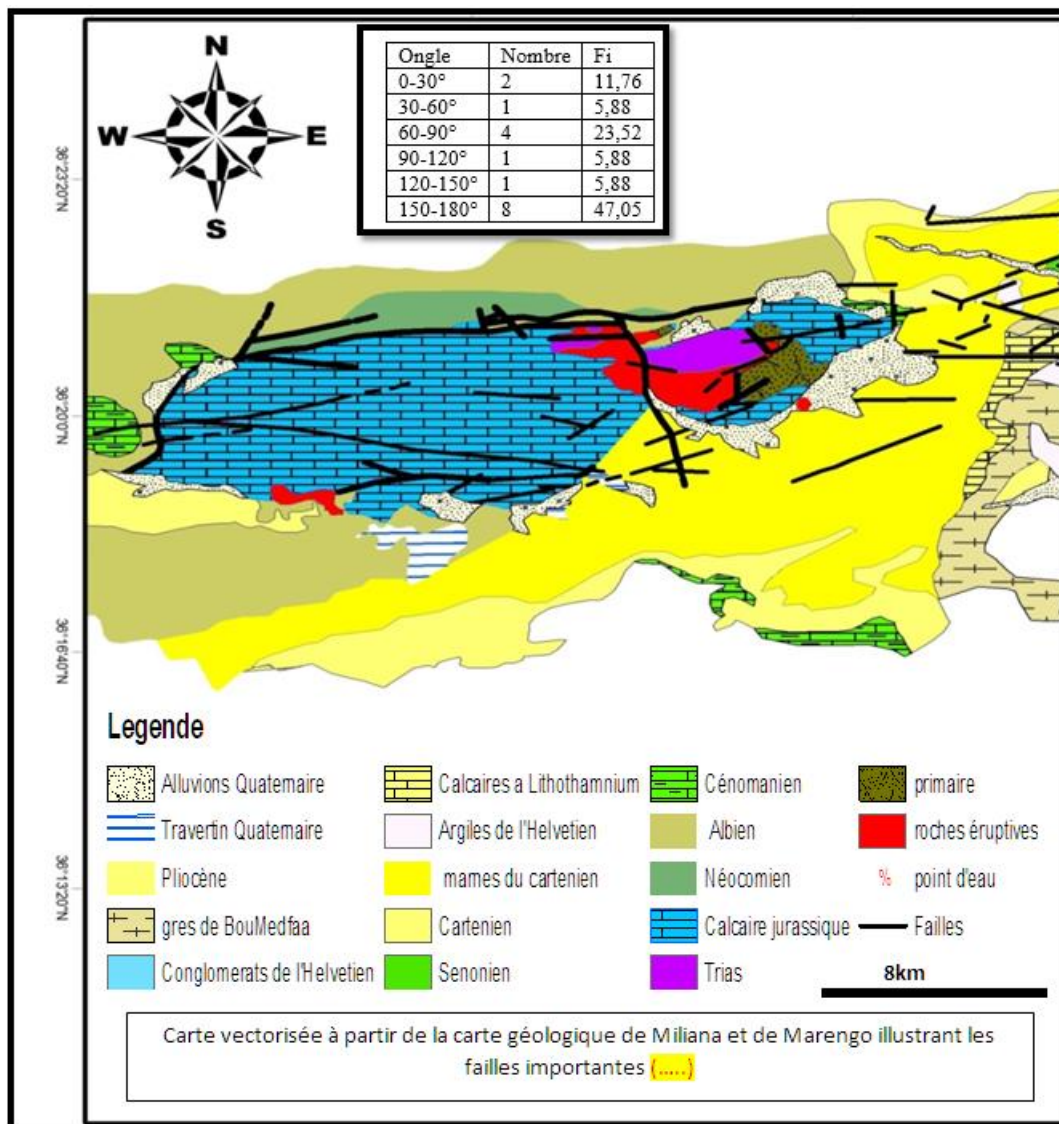 N
W E
S
Ongle Nombre Fi
0-30° 2 11,76
30-60° 1 5,88
60-90° 4 23,52
90-120° 1 5,88
120-150° 1 5,88
150-180° 8 47,05
36°23'20"N
36°20'0"N
36°16'40"N
36°13'20"N
Legende
Alluvions Quaternaire
Travertin Quaternaire
Pliocène
gres de BouMedfaa
Conglomerats de l'Helvetien
Calcaires a Lithothamnium
Argiles de l'Helvetien
marnes du cartenien
Cartenien
Senonien
Cénomanien
Albien
Néocomien
Calcaire jurassique
Trias
primaire
roches éruptives
% point d'eau
Failles
8km
Carte vectorisée à partir de la carte géologique de Miliana et de Marengo illustrant les
failles importantes (.....)